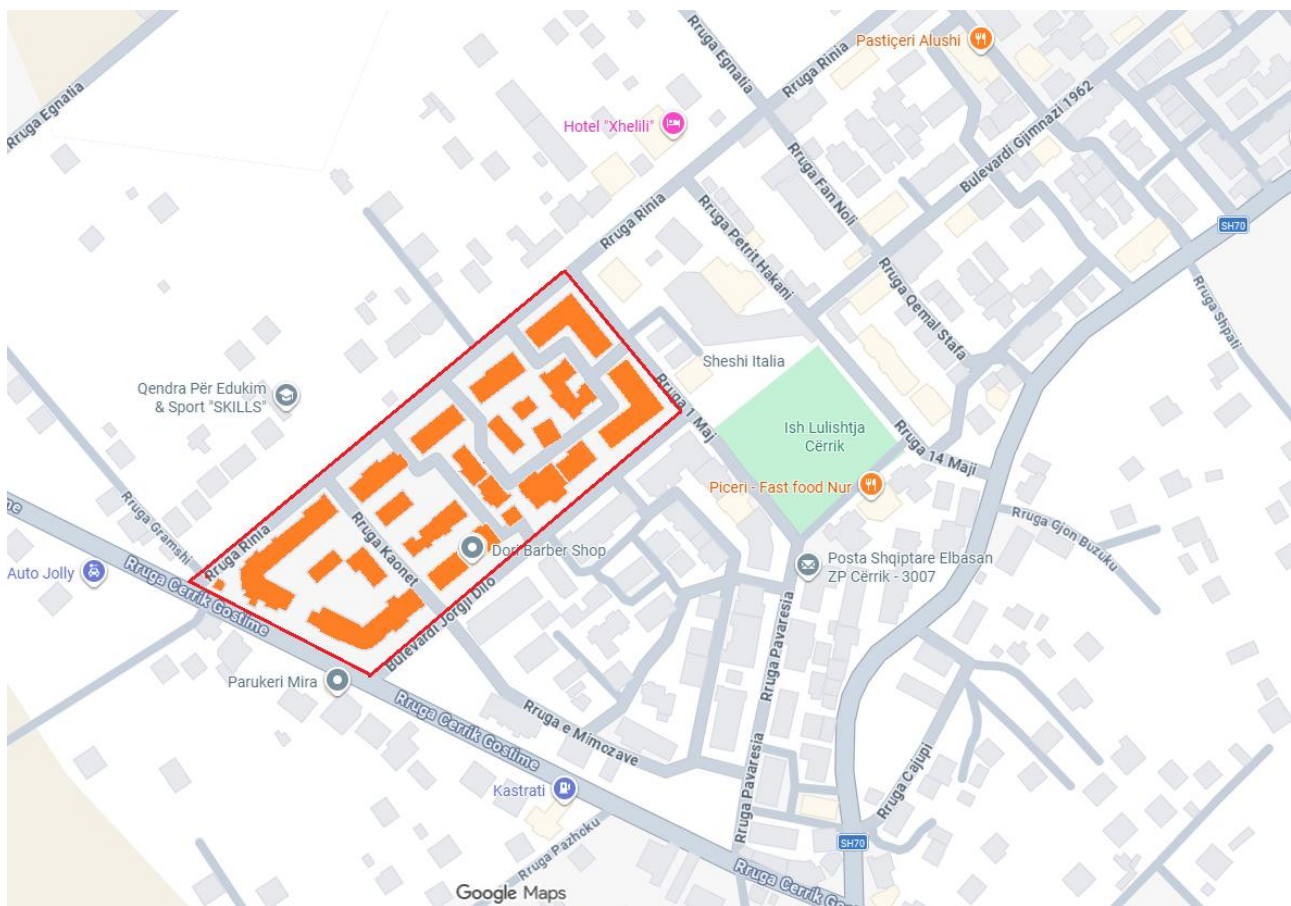 Rruga Egnatia
Rruga Rinia
Pastiçeri Alushi
Rruga Egnatia
Hotel "Xhelili"
Bulevardi Gjimnazi 1962
Rruga Fan Noli
Rruga Rinia
Rruga Petrit Hakani
SH70
Rruga Qemal Stafa
Rruga Shpati
Sheshi Italia
Qendra Për Edukim
& Sport "SKILLS"
Rruga 1 Maj
Ish Lulishtja
Cërrik
Rruga 14 Maji
Piceri - Fast food Nur
Rruga Gramshi
Rruga Rinia
Rruga Kaonet
Dori Barber Shop
Rruga Gjon Buzuku
Auto Jolly
Rruga Cerrik Gostime
Posta Shqiptare Elbasan
ZP Cërrik - 3007
Bulevardi Jorgji Dilo
Parukeri Mira
Rruga Pavaresia
Rruga Cerrik Gostime
Rruga e Mimozave
Rruga Pavaresia
Rruga Cajupi
Kastrati
SH70
Rruga Pazhoku
Rruga Cerrik
Google Maps